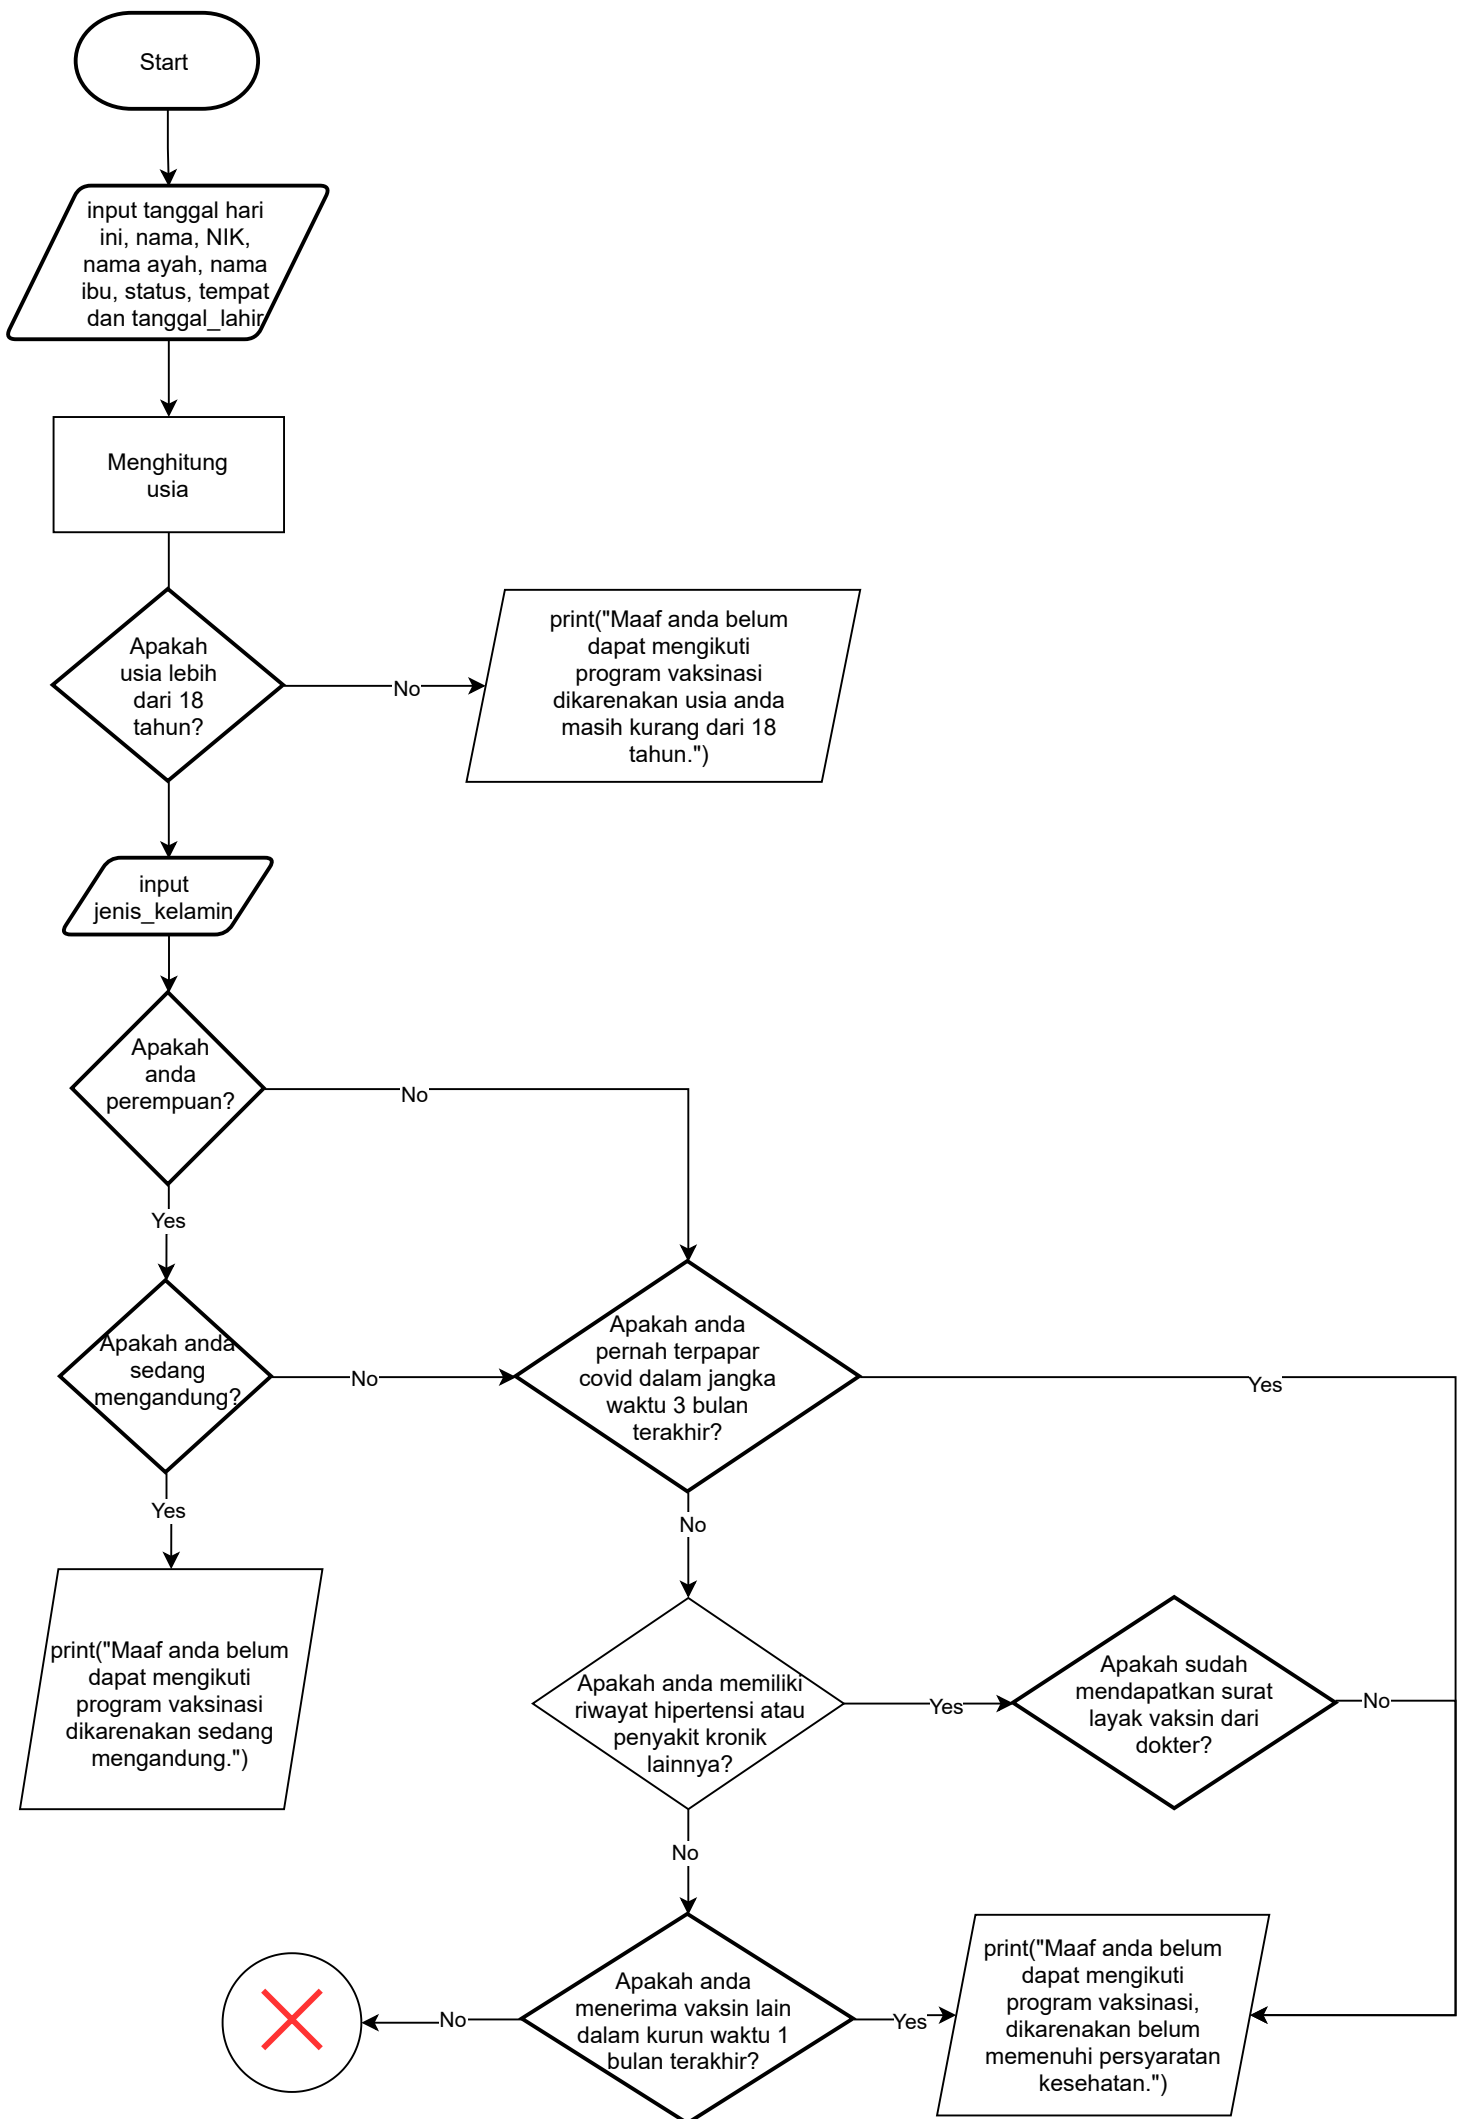 Start
input tanggal hari
ini, nama, NIK,
nama ayah, nama
ibu, status, tempat
dan tanggal_lahir
Menghitung
usia
Apakah
usia lebih
dari 18
tahun?
No
print("Maaf anda belum
dapat mengikuti
program vaksinasi
dikarenakan usia anda
masih kurang dari 18
tahun.")
input
jenis_kelamin
Apakah
anda
perempuan?
No
Yes
Apakah anda
sedang
mengandung?
No
Apakah anda
pernah terpapar
covid dalam jangka
waktu 3 bulan
terakhir?
Yes
Yes
No
print("Maaf anda belum
dapat mengikuti
program vaksinasi
dikarenakan sedang
mengandung.")
Apakah anda memiliki
riwayat hipertensi atau
penyakit kronik
lainnya?
Yes
Apakah sudah
mendapatkan surat
layak vaksin dari
dokter?
No
No
Apakah anda
menerima vaksin lain
dalam kurun waktu 1
bulan terakhir?
No
Yes
print("Maaf anda belum
dapat mengikuti
program vaksinasi,
dikarenakan belum
memenuhi persyaratan
kesehatan.")